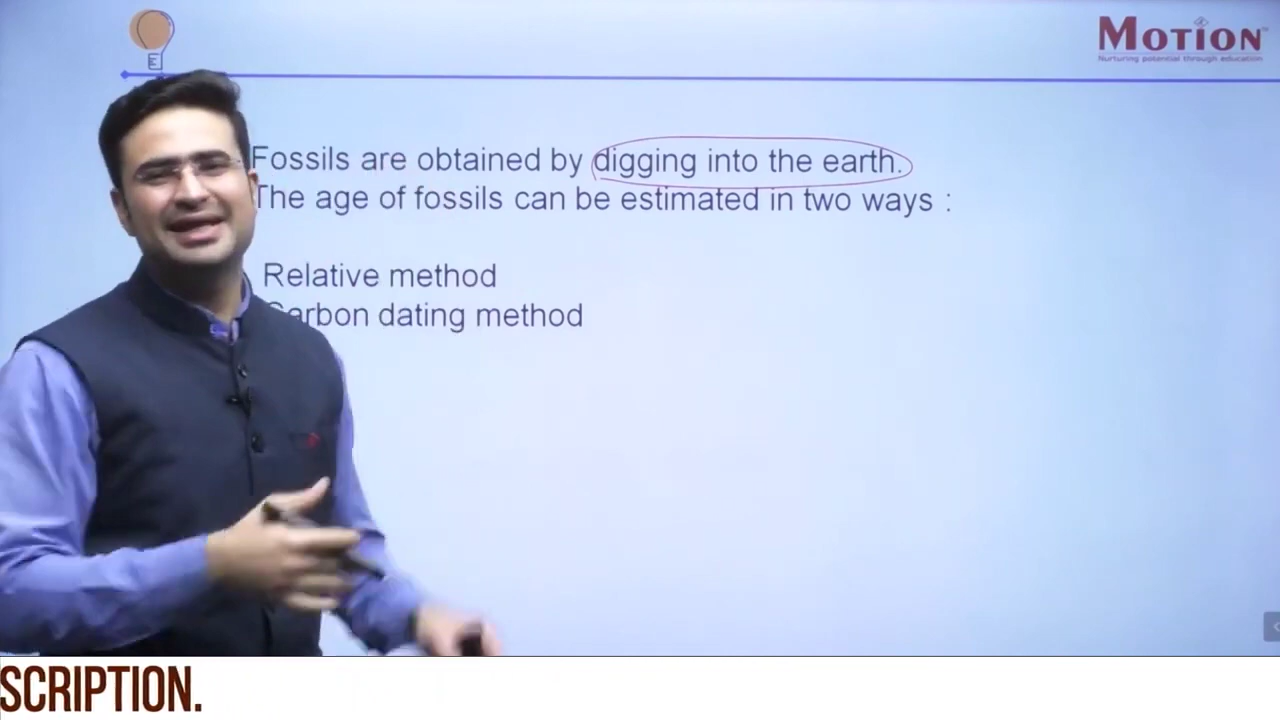 MOTION
Nurturing potential through education
Fossils are obtained by digging into the earth.
The age of fossils can be estimated in two ways :
Relative method
Carbon dating method
SCRIPTION.